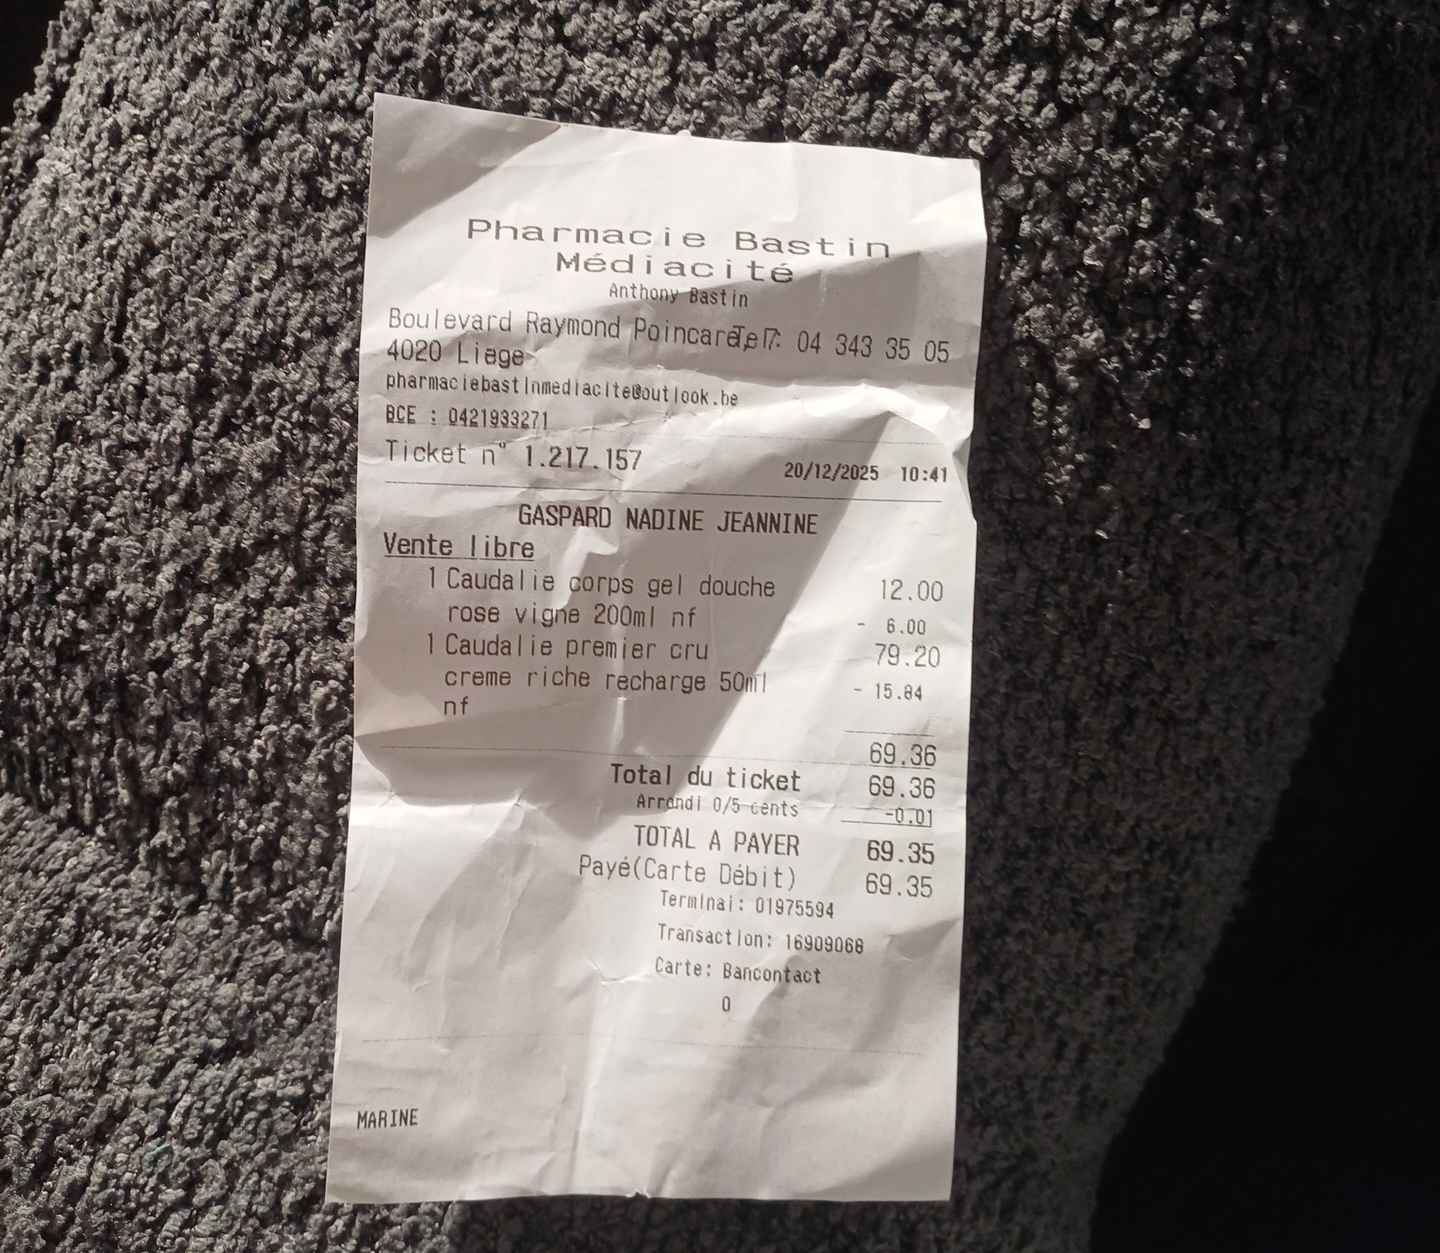 Pharmacie Bastin
Médiacité
Anthony Bastin
Boulevard Raymond Poincaré 7 Tel: 04 343 35 05
4020 Liege
pharmaciebastinmediacite@outlook.be
BCE : 0421933271
Ticket n° 1.217.157 20/12/2025 10:41
GASPARD NADINE JEANNINE
Vente libre
1 Caudalie corps gel douche 12.00
rose vigne 200ml nf - 6.00
1 Caudalie premier cru 79.20
creme riche recharge 50ml - 15.84
nf
69.36
Total du ticket 69.36
Arrondi 0/5 cents -0.01
TOTAL A PAYER 69.35
Payé(Carte Débit) 69.35
Terminal: 01975594
Transaction: 16909068
Carte: Bancontact
0
MARINE